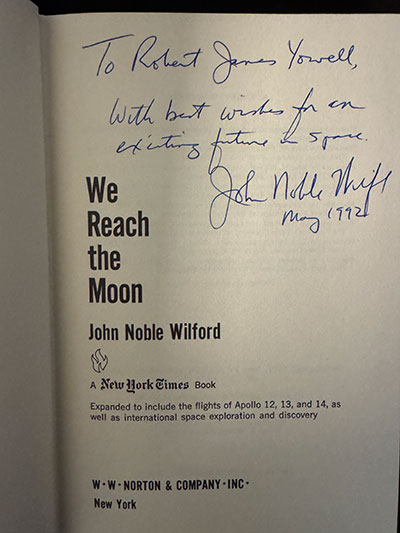 To Robert James Yowell,
With best wishes for an
exciting future in space.
John Noble Wilford
May 1992
We
Reach
the
Moon
John Noble Wilford
A New York Times Book
Expanded to include the flights of Apollo 12, 13, and 14, as
well as international space exploration and discovery
W·W·NORTON & COMPANY·INC·
New York